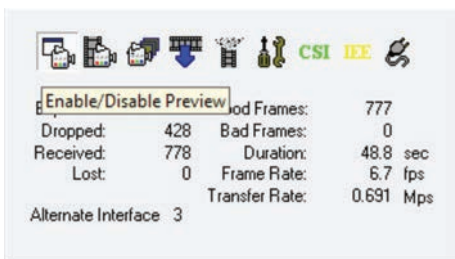 CSI IEE
Enable/Disable Preview ood Frames: 777
Dropped: 428 Bad Frames: 0
Received: 778 Duration: 48.8 sec
Lost: 0 Frame Rate: 6.7 fps
Transfer Rate: 0.691 Mps
Alternate Interface 3